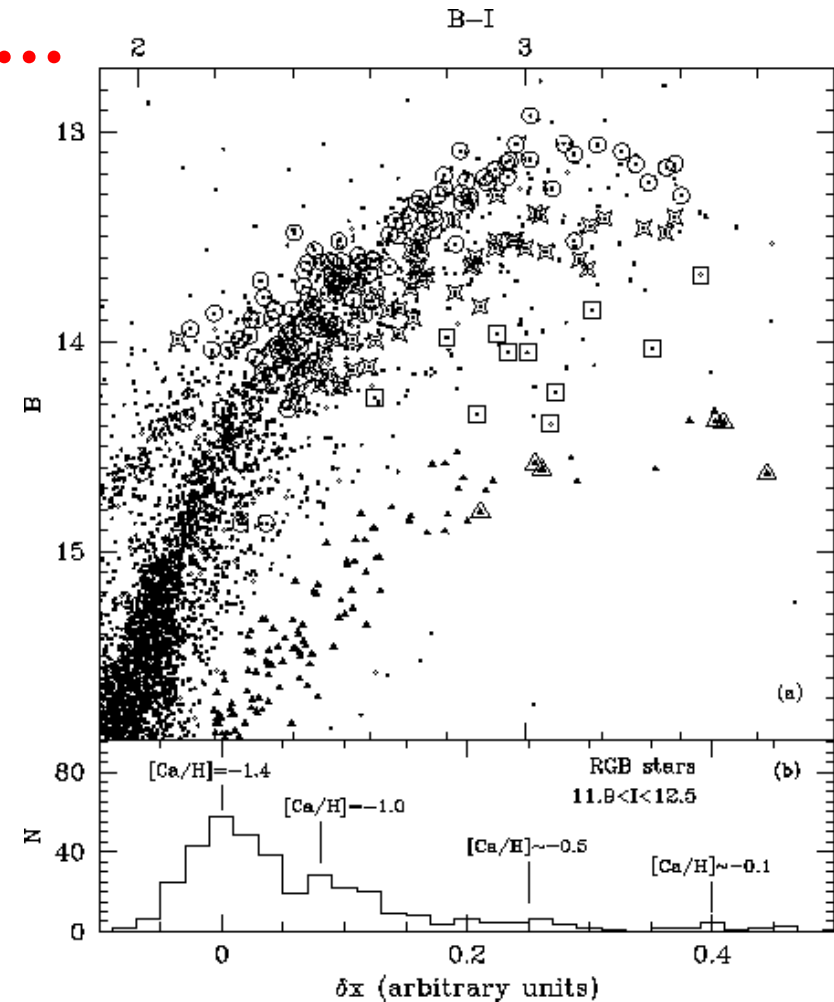 B-I
2 3
13
14
15
B
(a)
80
40
0
N
[Ca/H]=-1.4
[Ca/H]=-1.0
[Ca/H]~-0.5
[Ca/H]~-0.1
RGB stars
11.9<I<12.5
(b)
0 0.2 0.4
δx (arbitrary units)